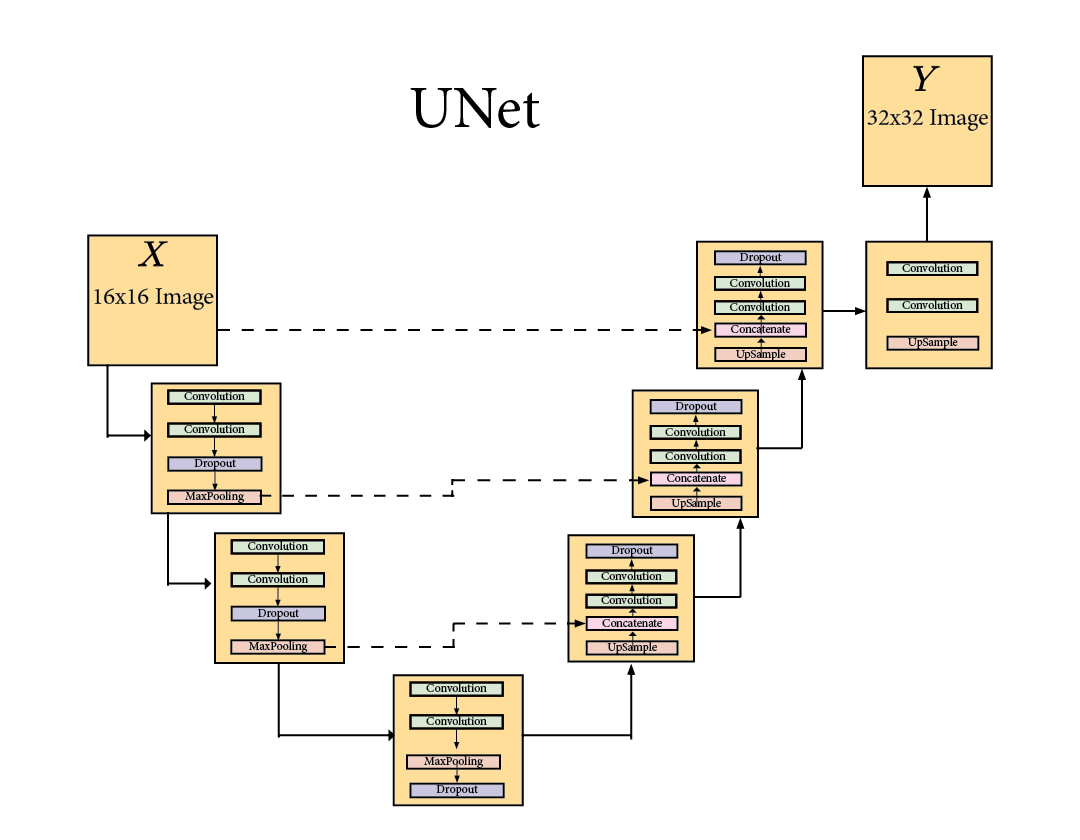 UNet
X
16x16 Image
Convolution
Convolution
Dropout
MaxPooling
Convolution
Convolution
Dropout
MaxPooling
Convolution
Convolution
MaxPooling
Dropout
Dropout
Convolution
Convolution
Concatenate
UpSample
Dropout
Convolution
Convolution
Concatenate
UpSample
Dropout
Convolution
Convolution
Concatenate
UpSample
Convolution
Convolution
UpSample
Y
32x32 Image